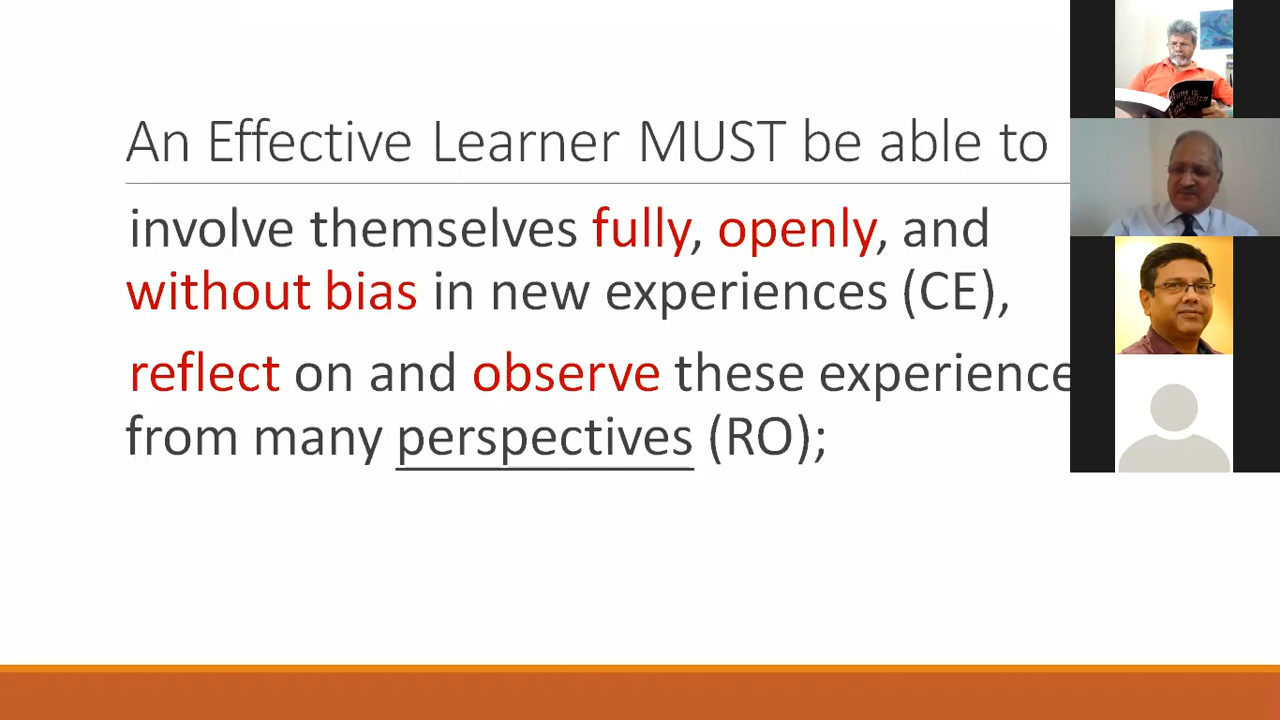 An Effective Learner MUST be able to
involve themselves fully, openly, and
without bias in new experiences (CE),
reflect on and observe these experience
from many perspectives (RO);